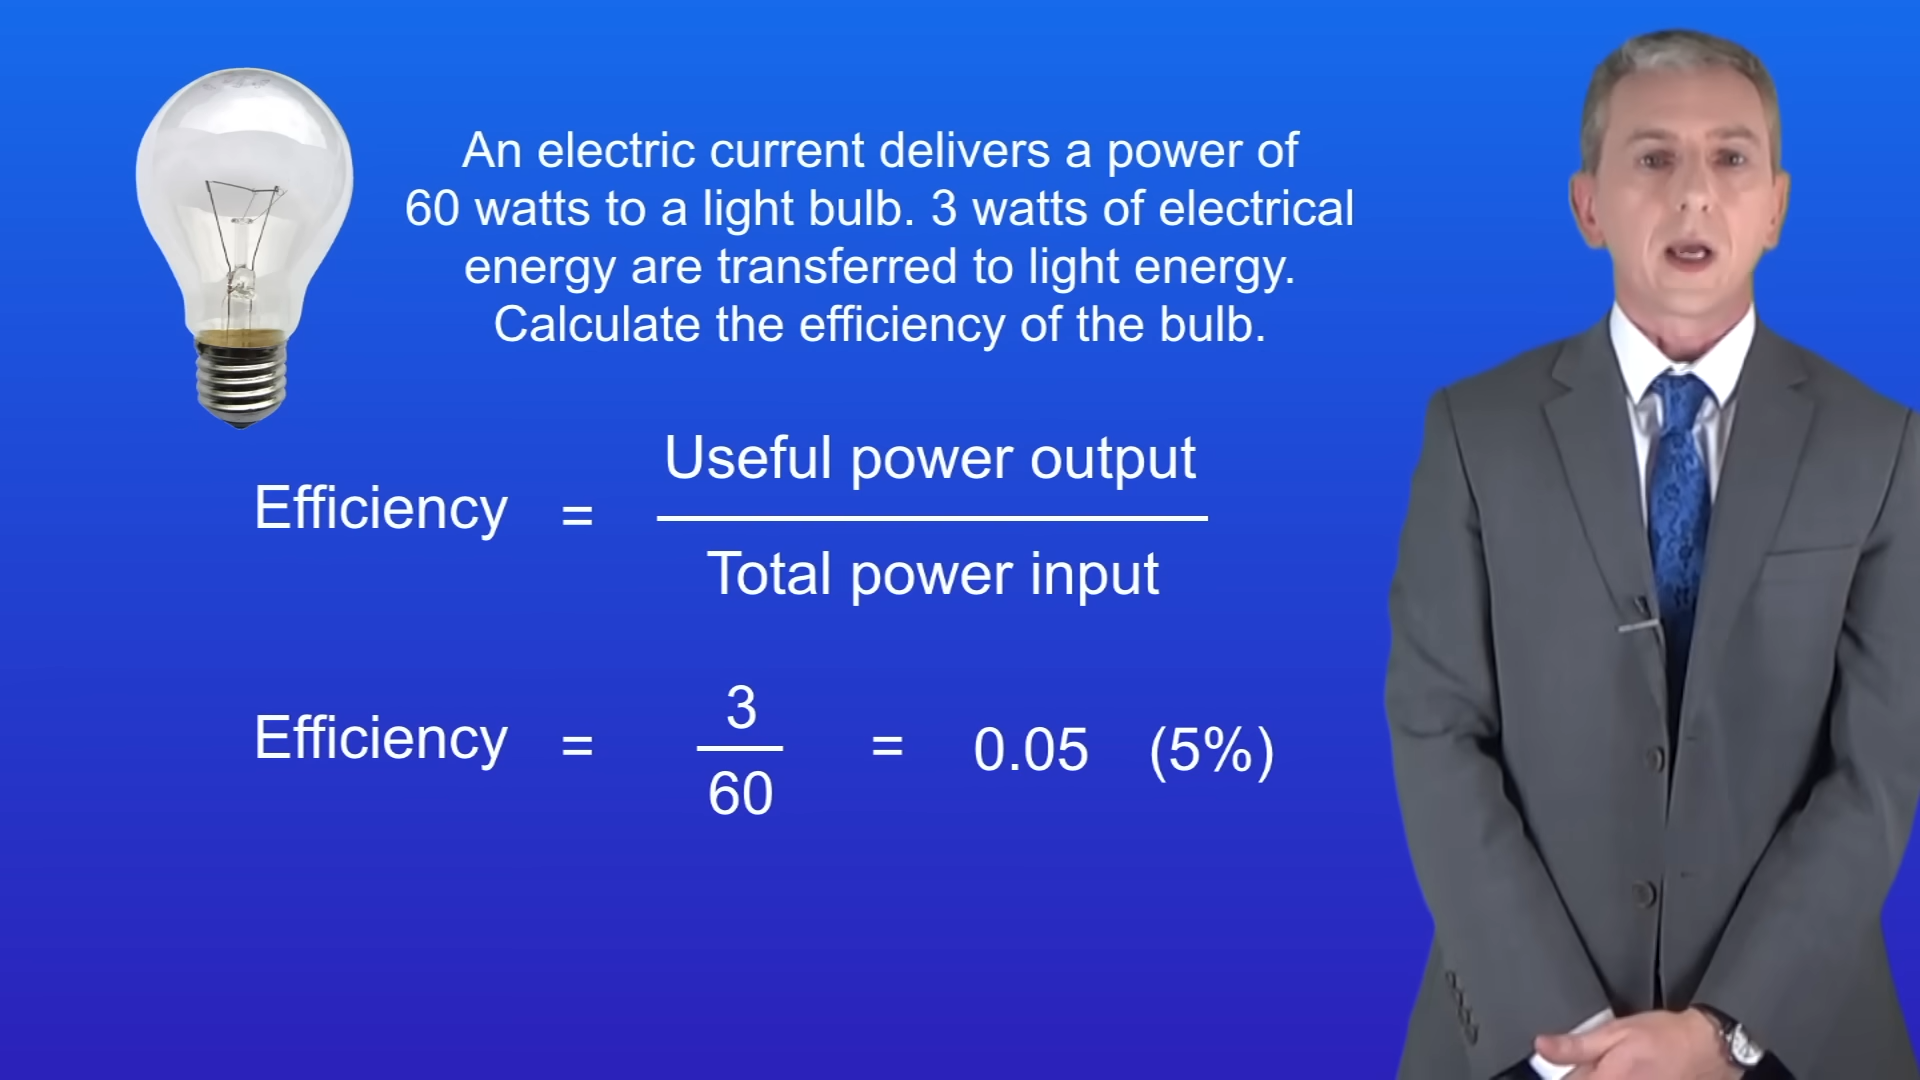 An electric current delivers a power of
60 watts to a light bulb. 3 watts of electrical
energy are transferred to light energy.
Calculate the efficiency of the bulb.
Efficiency = Useful power output
Total power input
Efficiency = 3
60
= 0.05 (5%)